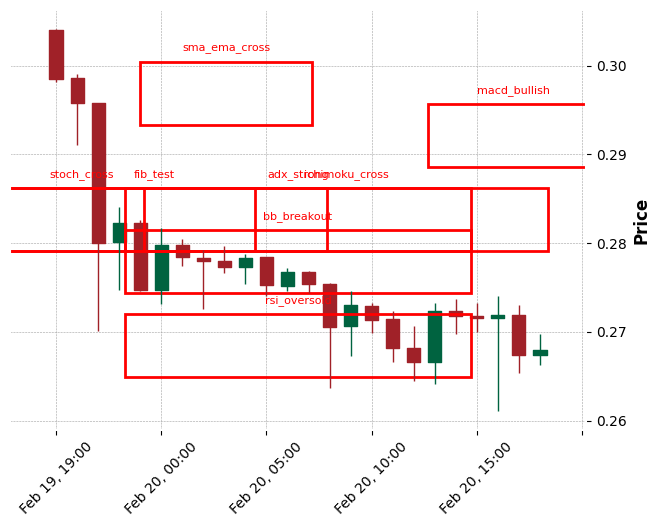 sma_ema_cross
macd_bullish
stoch_cross
fib_test
adx_strong
ichimoku_cross
bb_breakout
rsi_oversold
0.30
0.29
0.28
0.27
0.26
Price
Feb 19, 19:00
Feb 20, 00:00
Feb 20, 05:00
Feb 20, 10:00
Feb 20, 15:00